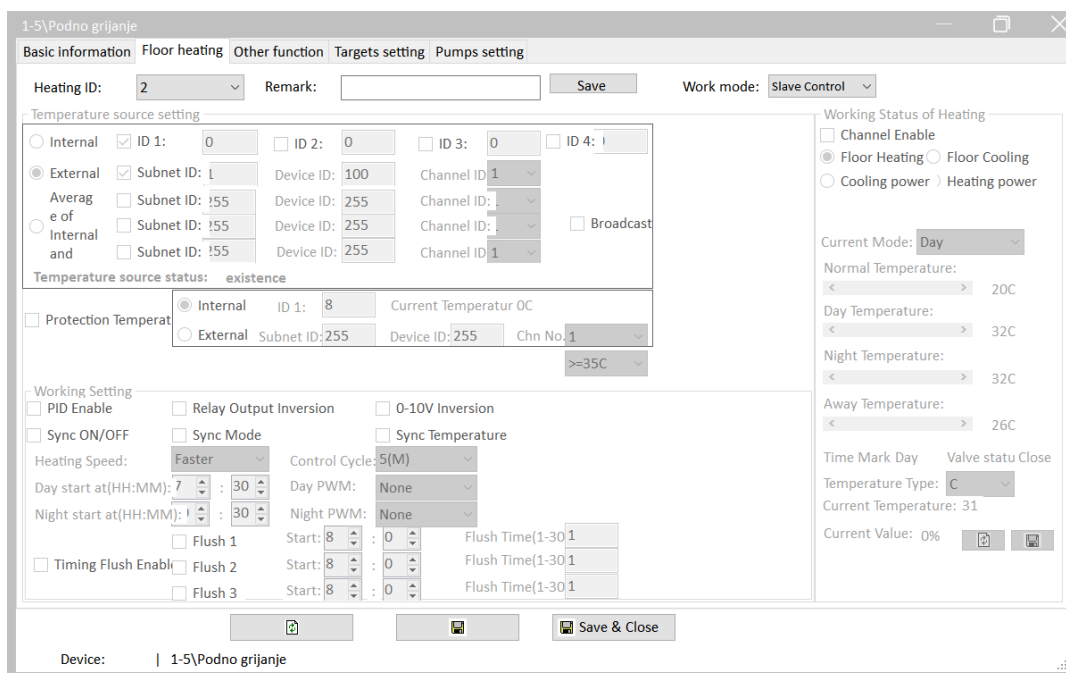 1-5\Podno grijanje
Basic information Floor heating Other function Targets setting Pumps setting
Heating ID: 2 Remark: Save Work mode: Slave Control
Temperature source setting
Internal ID 1: 0 ID 2: 0 ID 3: 0 ID 4:
External Subnet ID: 1 Device ID: 100 Channel ID 1
Averag
e of
Internal
and
Subnet ID: 255 Device ID: 255 Channel ID:
Subnet ID: 255 Device ID: 255 Channel ID:
Broadcast
Subnet ID: 255 Device ID: 255 Channel ID 1
Temperature source status: existence
Protection Temperat
Internal ID 1: 8 Current Temperatur 0C
External Subnet ID: 255 Device ID: 255 Chn No. 1
>=35C
Working Setting
PID Enable Relay Output Inversion 0-10V Inversion
Sync ON/OFF Sync Mode Sync Temperature
Heating Speed: Faster Control Cycle: 5(M)
Day start at(HH:MM): 7 : 30 Day PWM: None
Night start at(HH:MM): : 30 Night PWM: None
Timing Flush Enabl
Flush 1 Start: 8 : 0 Flush Time(1-30 1
Flush 2 Start: 8 : 0 Flush Time(1-30 1
Flush 3 Start: 8 : 0 Flush Time(1-30 1
Working Status of Heating
Channel Enable
Floor Heating Floor Cooling
Cooling power Heating power
Current Mode: Day
Normal Temperature:
20C
Day Temperature:
32C
Night Temperature:
32C
Away Temperature:
26C
Time Mark Day Valve statu Close
Temperature Type: C
Current Temperature: 31
Current Value: 0%
Save & Close
Device: 1-5\Podno grijanje